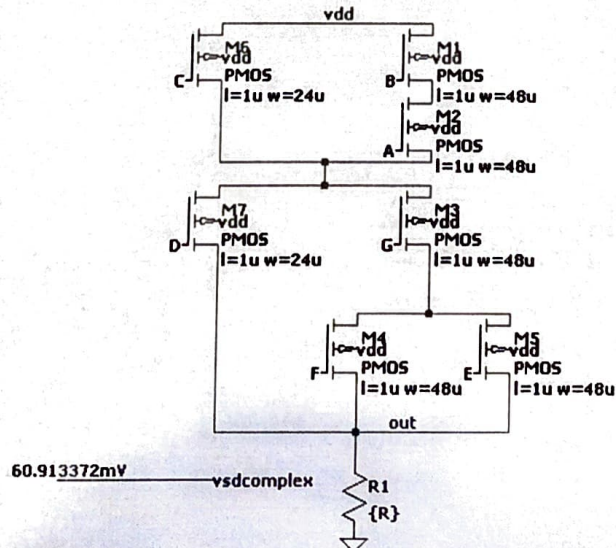 vdd
M6
vdd
C
PMOS
l=1u w=24u
M1
vdd
B
PMOS
l=1u w=48u
M2
vdd
A
PMOS
l=1u w=48u
M7
vdd
D
PMOS
l=1u w=24u
M3
vdd
G
PMOS
l=1u w=48u
M4
vdd
F
PMOS
l=1u w=48u
M5
vdd
E
PMOS
l=1u w=48u
out
60.913372mV
vsdcomplex
R1
{R}